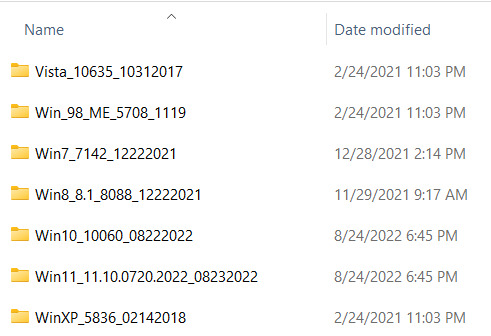 Name Date modified
Vista_10635_10312017 2/24/2021 11:03 PM
Win_98_ME_5708_1119 2/24/2021 11:03 PM
Win7_7142_12222021 12/28/2021 2:14 PM
Win8_8.1_8088_12222021 11/29/2021 9:17 AM
Win10_10060_08222022 8/24/2022 6:45 PM
Win11_11.10.0720.2022_08232022 8/24/2022 6:45 PM
WinXP_5836_02142018 2/24/2021 11:03 PM